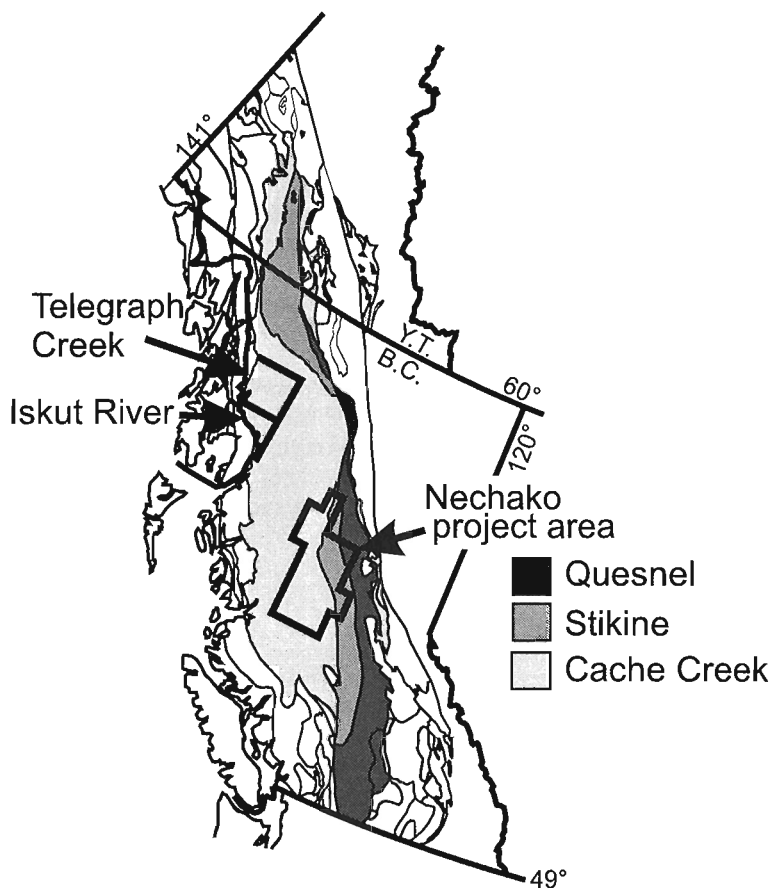 141°
Telegraph
Creek
Iskut River
Y.T.
B.C.
60°
120°
Nechako
project area
Quesnel
Stikine
Cache Creek
49°